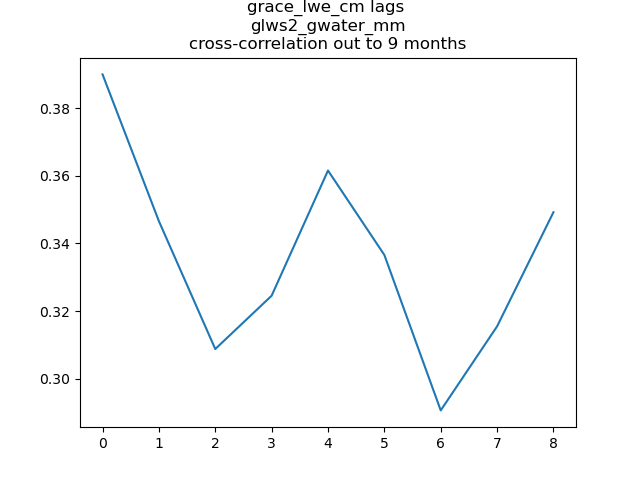 grace_lwe_cm lags
glws2_gwater_mm
cross-correlation out to 9 months
0.38
0.36
0.34
0.32
0.30
0 1 2 3 4 5 6 7 8